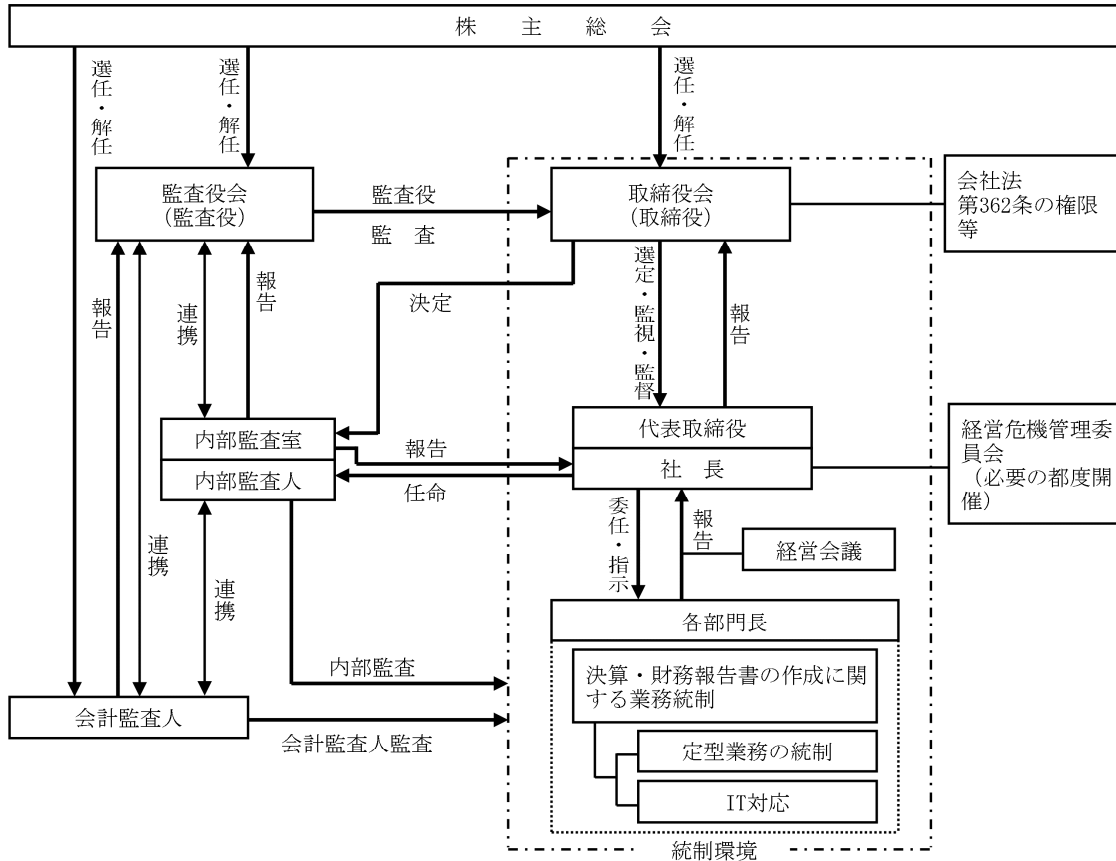 株主総会
選任・解任
選任・解任
選任・解任
監査役会
(監査役)
監査役
監査
取締役会
(取締役)
会社法
第362条の権限
等
報告
連携
報告
決定
選定・監視・監督
報告
内部監査室
内部監査人
報告
任命
代表取締役
社長
経営危機管理委
員会
（必要の都度開
催）
連携
連携
委任・指示
報告
経営会議
各部門長
内部監査
決算・財務報告書の作成に関
する業務統制
会計監査人
会計監査人監査
定型業務の統制
IT対応
統制環境